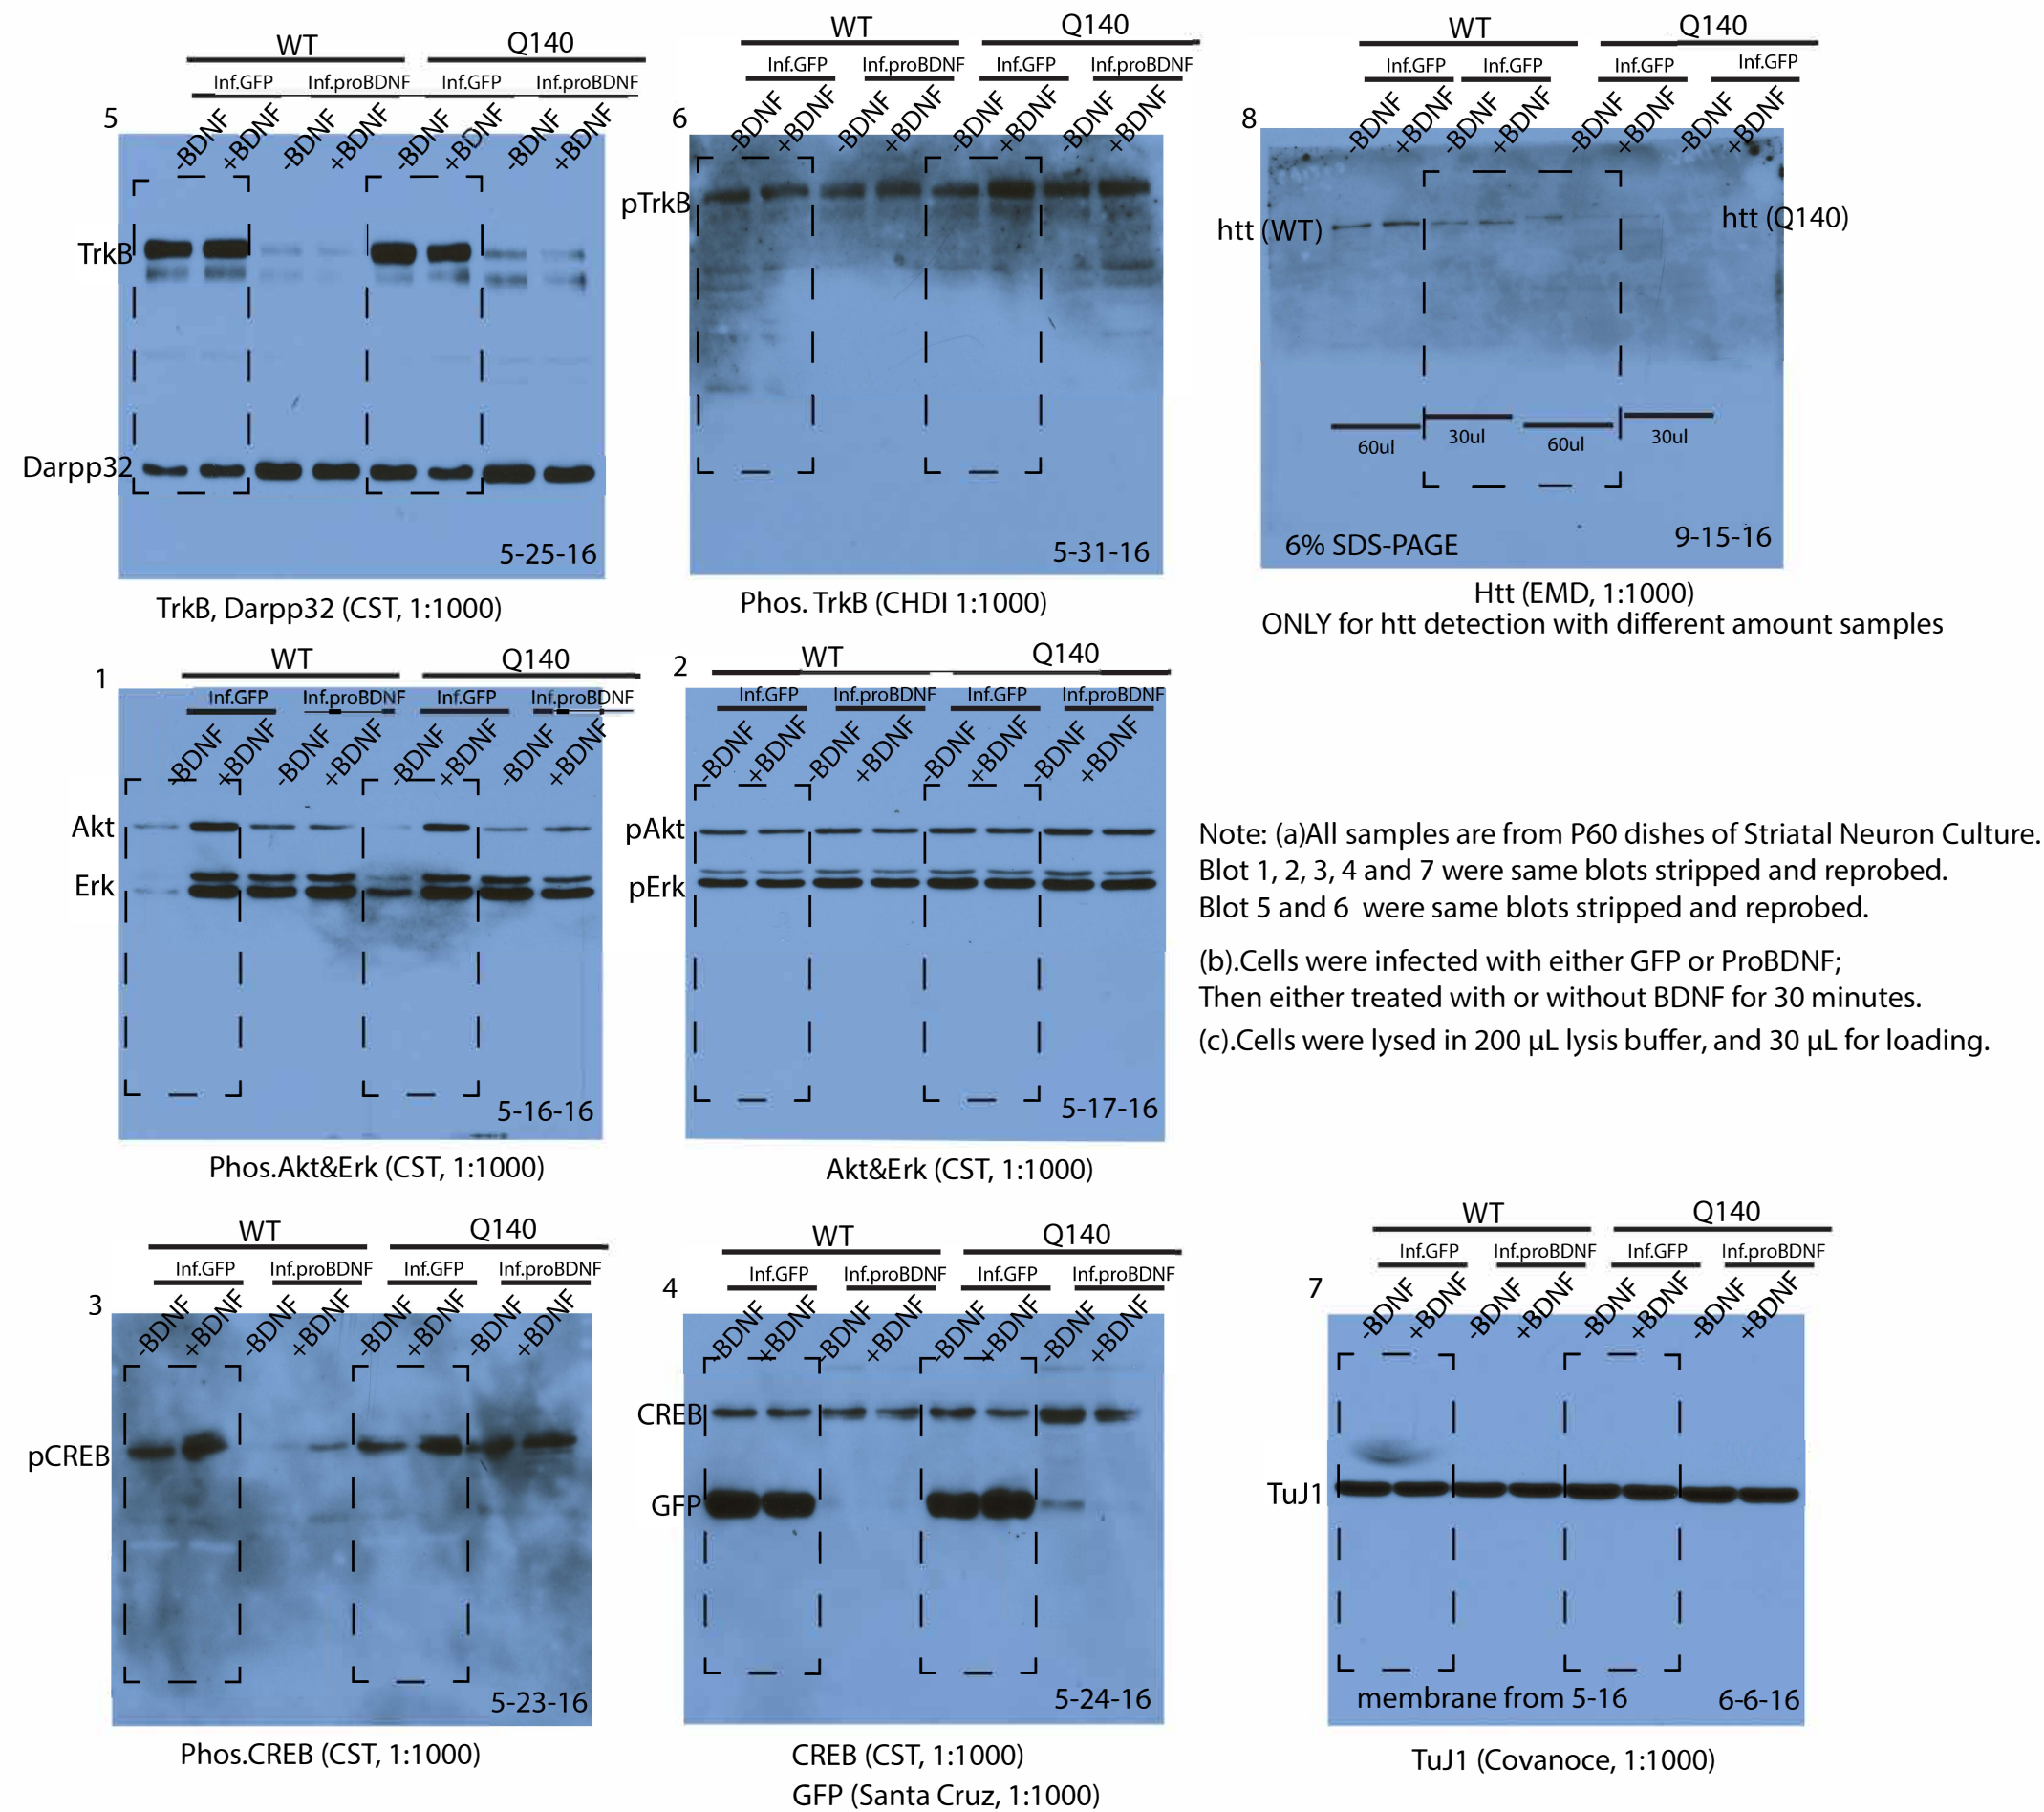 WT Q140
Inf.GFP Inf.proBDNF Inf.GFP Inf.proBDNF
5
-BDNF +BDNF -BDNF +BDNF -BDNF +BDNF -BDNF +BDNF
TrkB
Darpp32
5-25-16
TrkB, Darpp32 (CST, 1:1000)
WT Q140
Inf.GFP Inf.proBDNF Inf.GFP Inf.proBDNF
6
-BDNF +BDNF -BDNF +BDNF -BDNF +BDNF -BDNF +BDNF
pTrkB
5-31-16
Phos. TrkB (CHDI 1:1000)
WT Q140
Inf.GFP Inf.GFP Inf.GFP Inf.GFP
8
-BDNF +BDNF -BDNF +BDNF -BDNF +BDNF -BDNF +BDNF
htt (WT) htt (Q140)
60ul 30ul 60ul 30ul
6% SDS-PAGE 9-15-16
Htt (EMD, 1:1000)
ONLY for htt detection with different amount samples
WT Q140
1
Inf.GFP Inf.proBDNF Inf.GFP Inf.proBDNF
-BDNF +BDNF -BDNF +BDNF -BDNF +BDNF -BDNF +BDNF
Akt
Erk
5-16-16
Phos.Akt&Erk (CST, 1:1000)
WT Q140
2
Inf.GFP Inf.proBDNF Inf.GFP Inf.proBDNF
-BDNF +BDNF -BDNF +BDNF -BDNF +BDNF -BDNF +BDNF
pAkt
pErk
5-17-16
Akt&Erk (CST, 1:1000)
Note: (a)All samples are from P60 dishes of Striatal Neuron Culture.
Blot 1, 2, 3, 4 and 7 were same blots stripped and reprobed.
Blot 5 and 6 were same blots stripped and reprobed.
(b).Cells were infected with either GFP or ProBDNF;
Then either treated with or without BDNF for 30 minutes.
(c).Cells were lysed in 200 µL lysis buffer, and 30 µL for loading.
WT Q140
Inf.GFP Inf.proBDNF Inf.GFP Inf.proBDNF
3
-BDNF +BDNF -BDNF +BDNF -BDNF +BDNF -BDNF +BDNF
pCREB
5-23-16
Phos.CREB (CST, 1:1000)
WT Q140
Inf.GFP Inf.proBDNF Inf.GFP Inf.proBDNF
4
-BDNF +BDNF -BDNF +BDNF -BDNF +BDNF -BDNF +BDNF
CREB
GFP
5-24-16
CREB (CST, 1:1000)
GFP (Santa Cruz, 1:1000)
WT Q140
Inf.GFP Inf.proBDNF Inf.GFP Inf.proBDNF
7
-BDNF +BDNF -BDNF +BDNF -BDNF +BDNF -BDNF +BDNF
TuJ1
membrane from 5-16 6-6-16
TuJ1 (Covanoce, 1:1000)